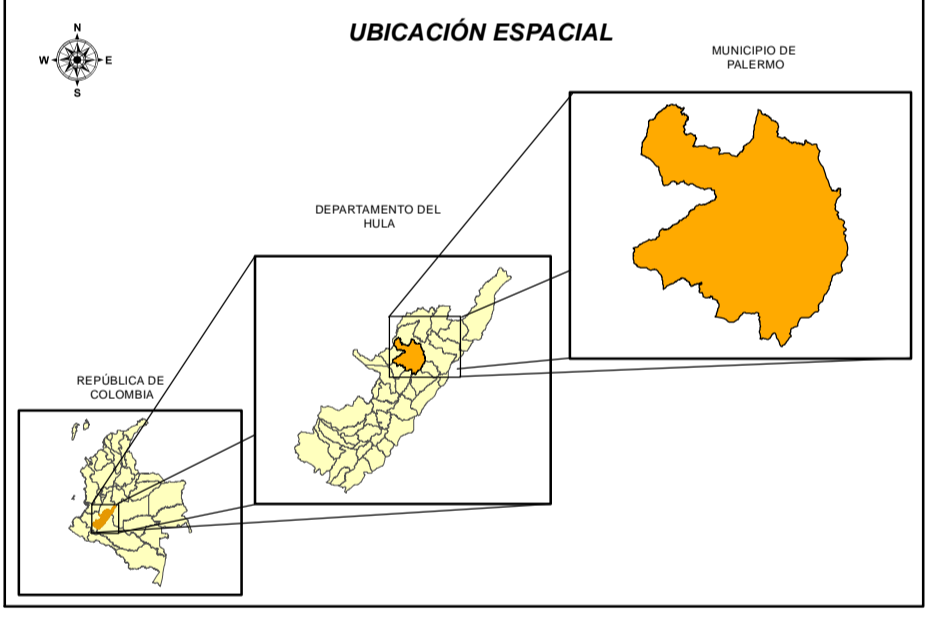 UBICACIÓN ESPACIAL
N
W
E
S
MUNICIPIO DE
PALERMO
DEPARTAMENTO DEL
HULA
REPÚBLICA DE
COLOMBIA